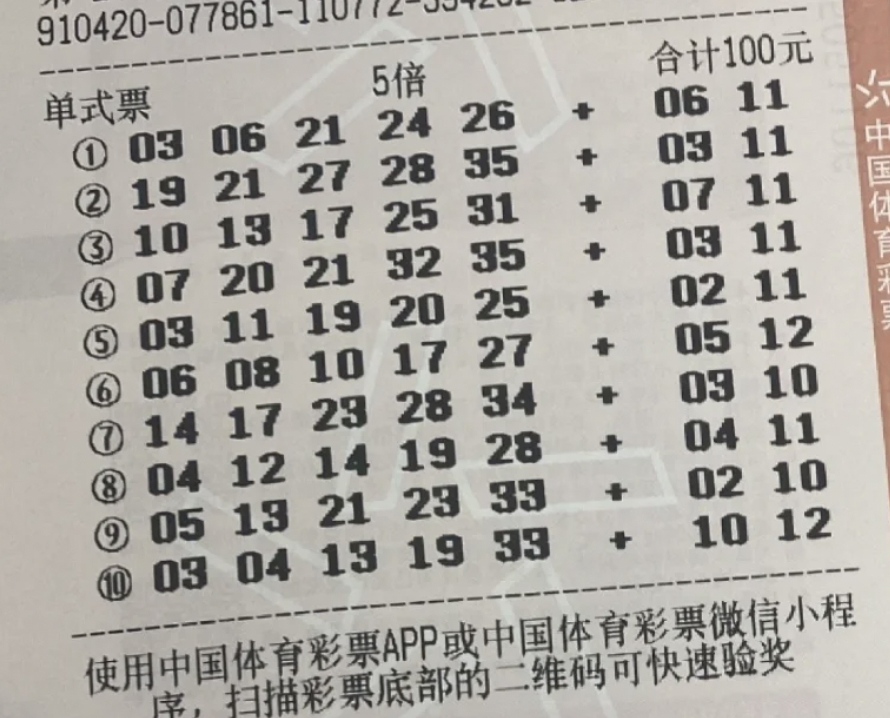 910420-077861-110772-
单式票 5倍 合计100元
① 03 06 21 24 26 + 06 11
② 19 21 27 28 35 + 03 11
③ 10 13 17 25 31 + 07 11
④ 07 20 21 32 35 + 03 11
⑤ 03 11 19 20 25 + 02 11
⑥ 06 08 10 17 27 + 05 12
⑦ 14 17 23 28 34 + 03 10
⑧ 04 12 14 19 28 + 04 11
⑨ 05 13 21 23 33 + 02 10
⑩ 03 04 13 19 33 + 10 12
使用中国体育彩票APP或中国体育彩票微信小程
序，扫描彩票底部的二维码可快速验奖
中国体育彩票